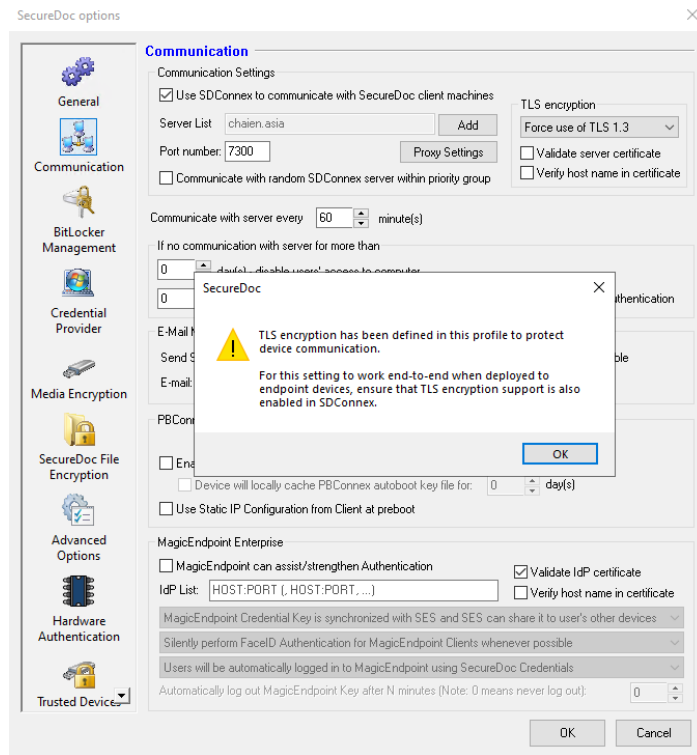 SecureDoc options
General
Communication
BitLocker
Management
Credential
Provider
Media Encryption
SecureDoc File
Encryption
Advanced
Options
Hardware
Authentication
Trusted Devices
Communication
Communication Settings
Use SDConnex to communicate with SecureDoc client machines
Server List
chaien.asia
Add
Port number:
7300
Proxy Settings
Communicate with random SDConnex server within priority group
TLS encryption
Force use of TLS 1.3
Validate server certificate
Verify host name in certificate
Communicate with server every
60
minute(s)
If no communication with server for more than
0
day(s) - disable users' access to computer
0
SecureDoc
TLS encryption has been defined in this profile to protect
device communication.
For this setting to work end-to-end when deployed to
endpoint devices, ensure that TLS encryption support is also
enabled in SDConnex.
OK
E-Mail
Send
E-mail:
Device will locally cache PBConnex autoboot key file for:
0
day(s)
Use Static IP Configuration from Client at preboot
MagicEndpoint Enterprise
MagicEndpoint can assist/strengthen Authentication
Validate IdP certificate
IdP List:
HOST:PORT (, HOST:PORT, ...)
Verify host name in certificate
MagicEndpoint Credential Key is synchronized with SES and SES can share it to user's other devices
Silently perform FaceID Authentication for MagicEndpoint Clients whenever possible
Users will be automatically logged in to MagicEndpoint using SecureDoc Credentials
Automatically log out MagicEndpoint Key after N minutes (Note: 0 means never log out):
0
OK
Cancel